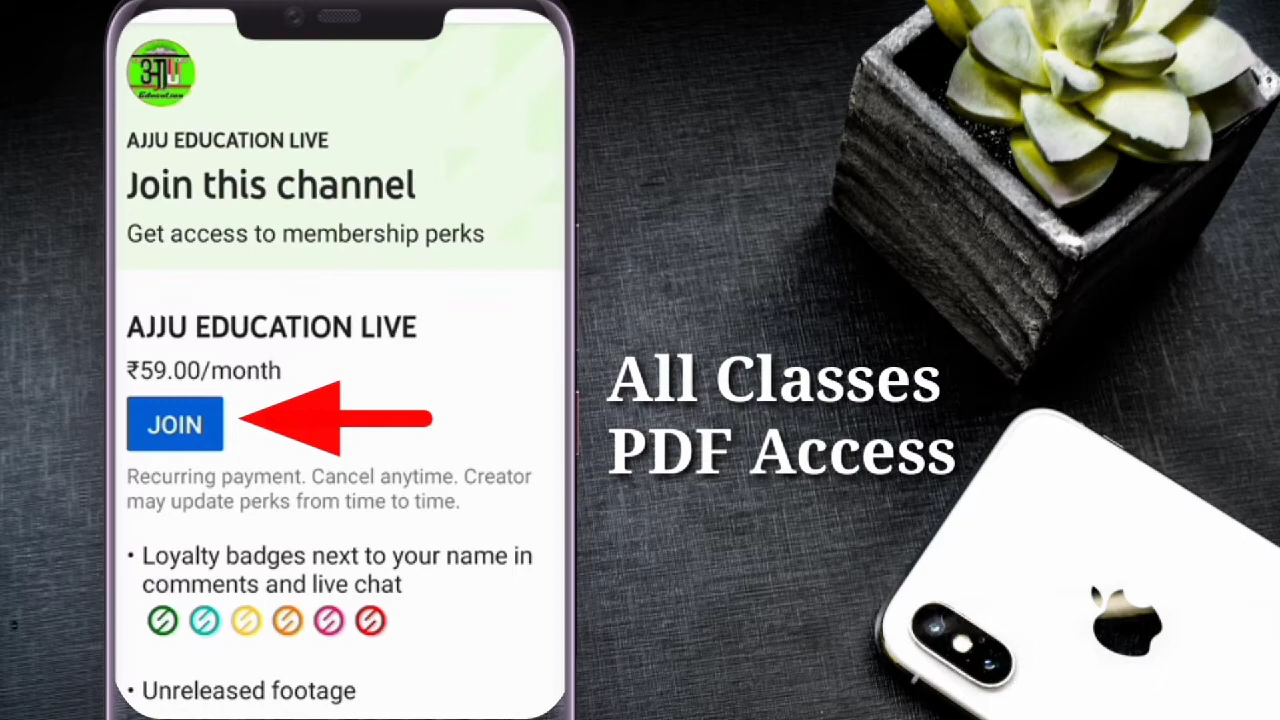 आjju
Education
AJJU EDUCATION LIVE
Join this channel
Get access to membership perks
AJJU EDUCATION LIVE
₹59.00/month
JOIN
Recurring payment. Cancel anytime. Creator
may update perks from time to time.
• Loyalty badges next to your name in
comments and live chat
• Unreleased footage
All Classes
PDF Access